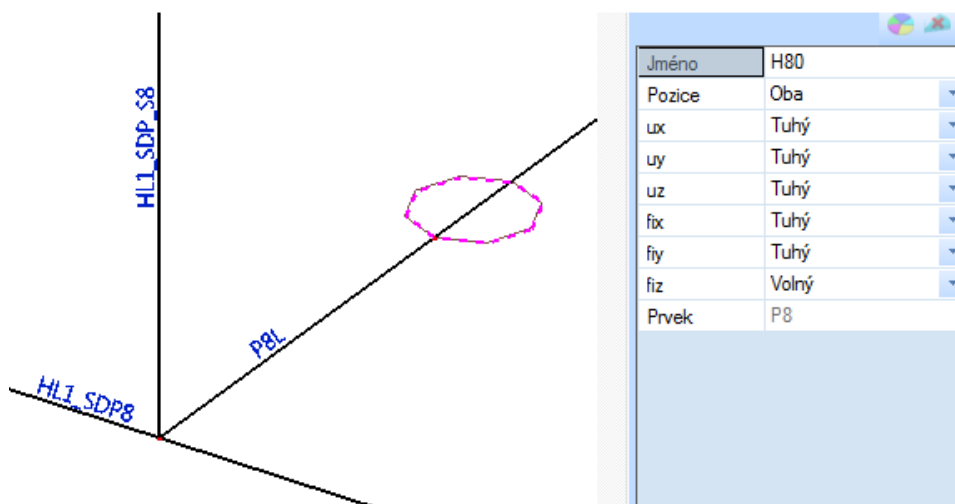 HL1_SDP_S8
P8L
HL1_SDP8
Jméno H80
Pozice Oba
ux Tuhý
uy Tuhý
uz Tuhý
fix Tuhý
fiy Tuhý
fiz Volný
Prvek P8